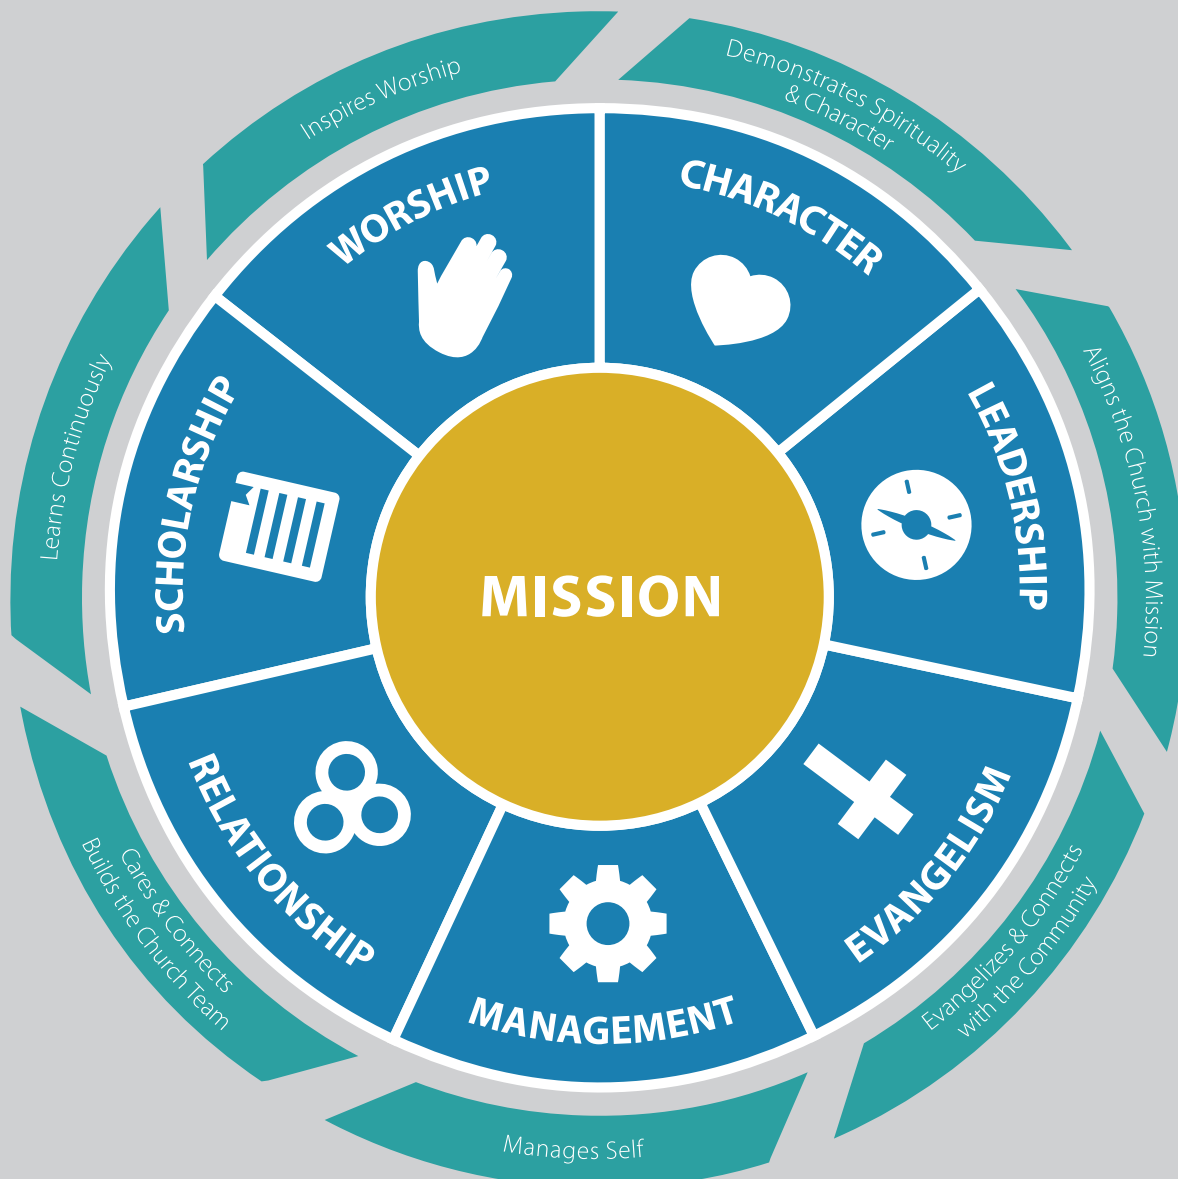 Inspires Worship
Demonstrates Spirituality
& Character
Aligns the Church with Mission
Evangelizes & Connects
with the Community
Manages Self
Cares & Connects
Builds the Church Team
Learns Continuously
WORSHIP
CHARACTER
LEADERSHIP
EVANGELISM
MANAGEMENT
RELATIONSHIP
SCHOLARSHIP
MISSION